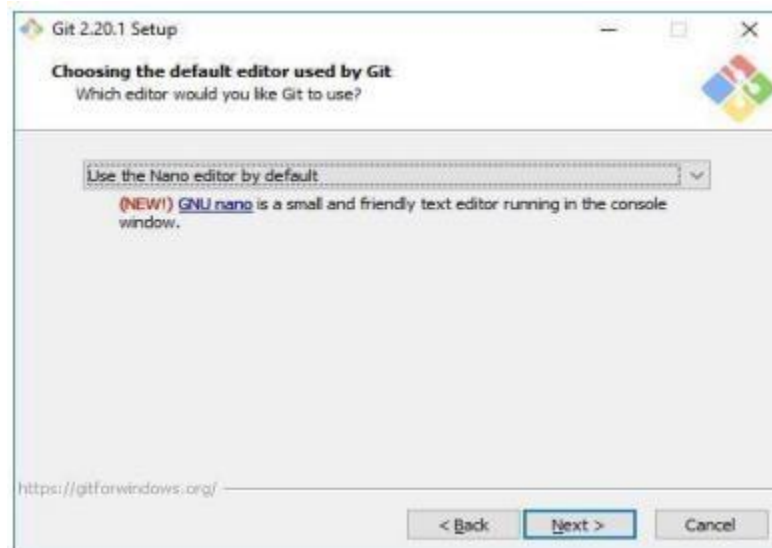 Git 2.20.1 Setup
Choosing the default editor used by Git
Which editor would you like Git to use?
Use the Nano editor by default
(NEW!) GNU nano is a small and friendly text editor running in the console
window.
https://gitforwindows.org/
< Back
Next >
Cancel